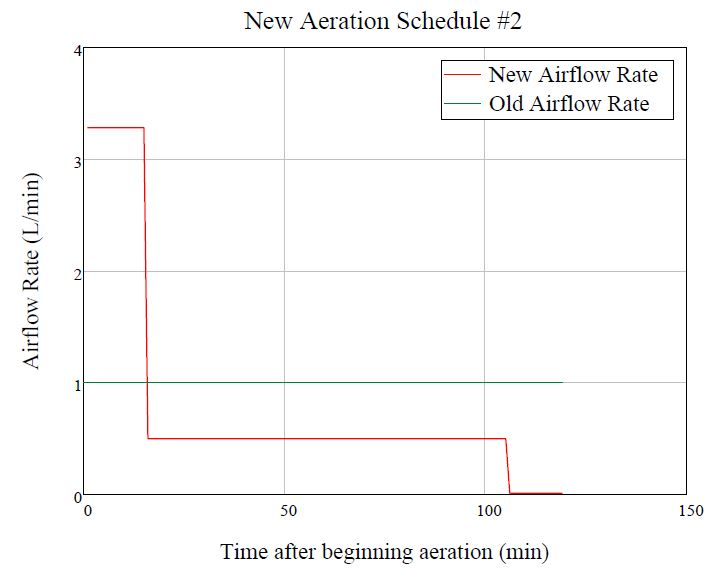 New Aeration Schedule #2
4
New Airflow Rate
Old Airflow Rate
3
2
1
0
Airflow Rate (L/min)
0 50 100 150
Time after beginning aeration (min)